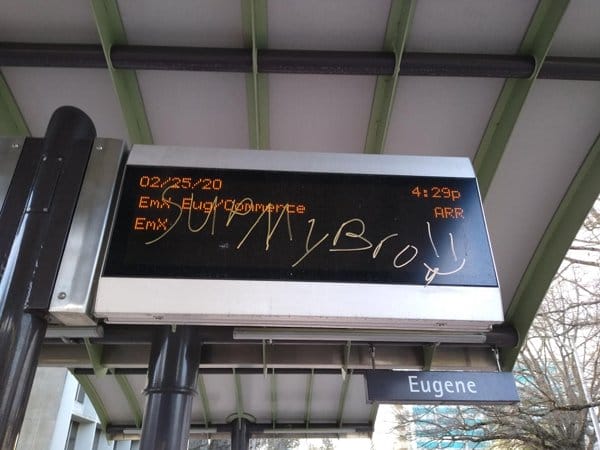 02/25/20 4:29p
EmX Eug/Commerce ARR
EmX
SUP My Bro!!
Eugene